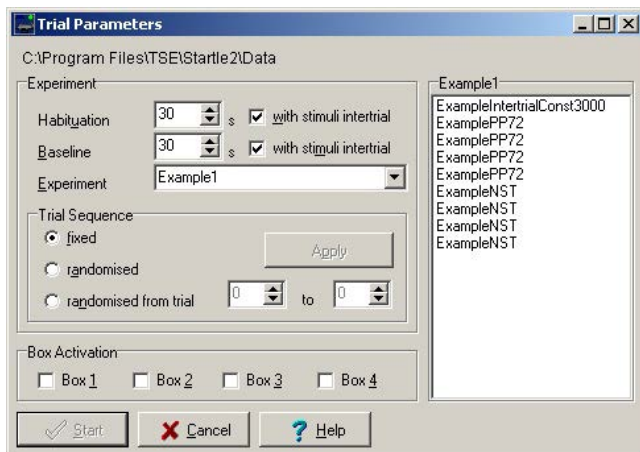 Trial Parameters
C:\Program Files\TSE\Startle2\Data
Experiment
Habituation 30 s with stimuli intertrial
Baseline 30 s with stimuli intertrial
Experiment Example1
Trial Sequence
fixed
Apply
randomised
randomised from trial 0 to 0
Box Activation
Box 1 Box 2 Box 3 Box 4
Start Cancel Help
Example1
ExampleIntertrialConst3000
ExamplePP72
ExamplePP72
ExamplePP72
ExamplePP72
ExampleNST
ExampleNST
ExampleNST
ExampleNST